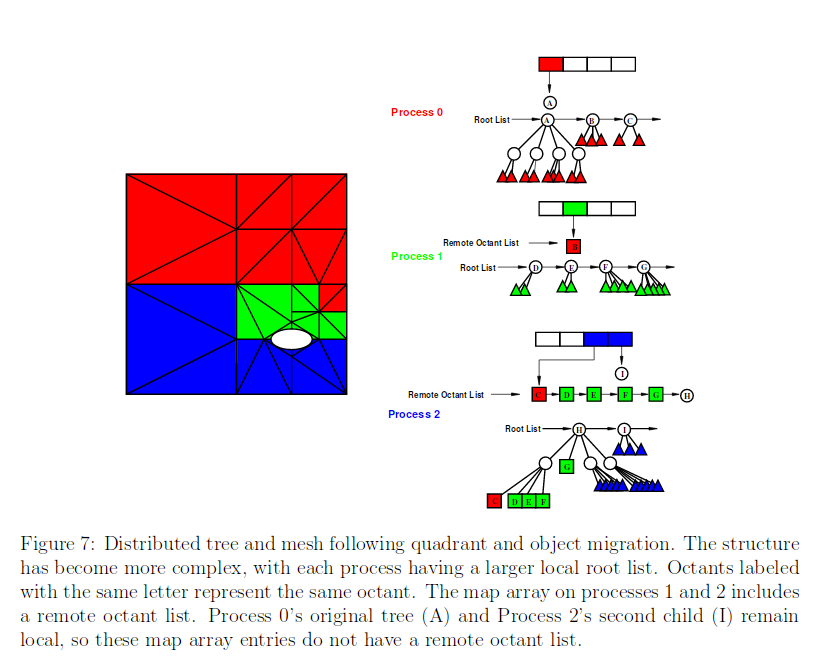 A
Process 0
Root List
A
B
C
Remote Octant List
B
Process 1
Root List
D
E
F
G
I
Remote Octant List
C
D
E
F
G
H
Process 2
Root List
H
I
G
C
D
E
F
Figure 7: Distributed tree and mesh following quadrant and object migration. The structure
has become more complex, with each process having a larger local root list. Octants labeled
with the same letter represent the same octant. The map array on processes 1 and 2 includes
a remote octant list. Process 0's original tree (A) and Process 2's second child (I) remain
local, so these map array entries do not have a remote octant list.